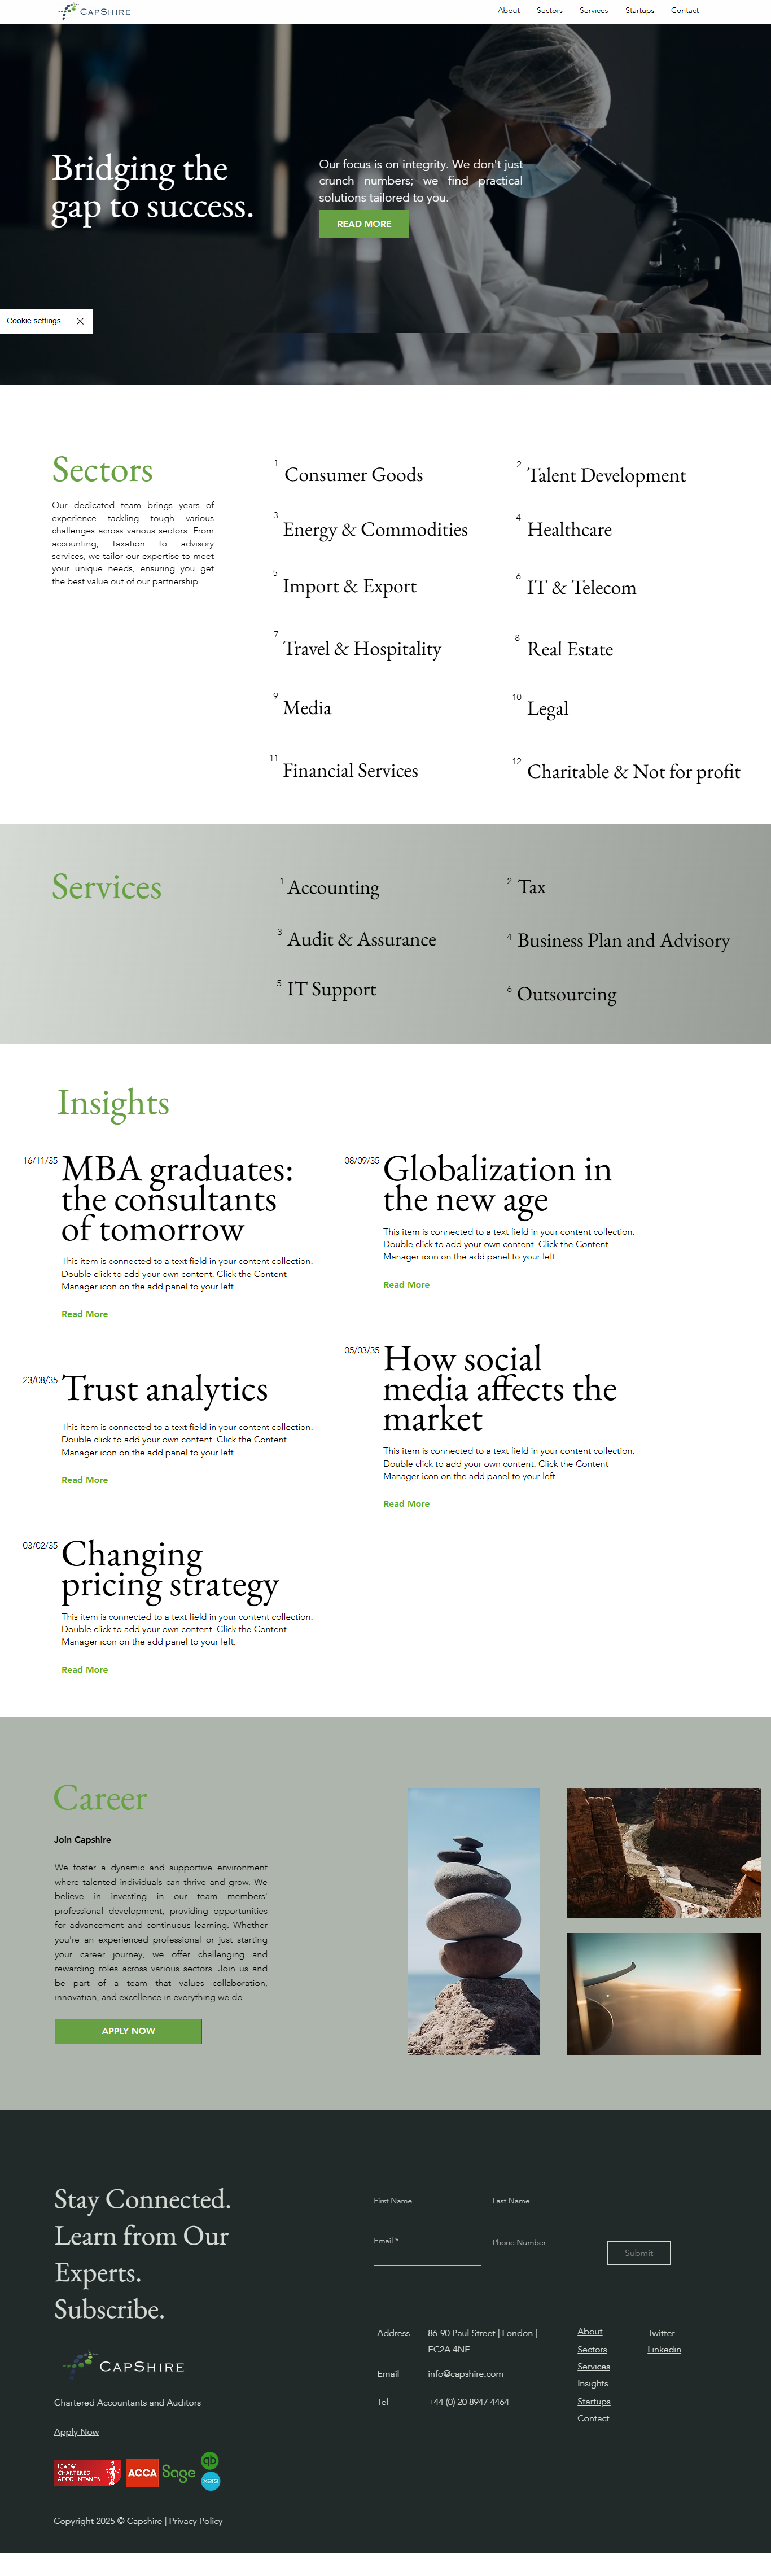 CAPSHIRE
About Sectors Services Startups Contact
Bridging the
gap to success.
Our focus is on integrity. We don't just
crunch numbers; we find practical
solutions tailored to you.
READ MORE
Cookie settings
Sectors
Our dedicated team brings years of
experience tackling tough various
challenges across various sectors. From
accounting, taxation to advisory
services, we tailor our expertise to meet
your unique needs, ensuring you get
the best value out of our partnership.
1 Consumer Goods
2 Talent Development
3 Energy & Commodities
4 Healthcare
5 Import & Export
6 IT & Telecom
7 Travel & Hospitality
8 Real Estate
9 Media
10 Legal
11 Financial Services
12 Charitable & Not for profit
Services
1 Accounting
2 Tax
3 Audit & Assurance
4 Business Plan and Advisory
5 IT Support
6 Outsourcing
Insights
16/11/35
MBA graduates:
the consultants
of tomorrow
This item is connected to a text field in your content collection.
Double click to add your own content. Click the Content
Manager icon on the add panel to your left.
Read More
08/09/35
Globalization in
the new age
This item is connected to a text field in your content collection.
Double click to add your own content. Click the Content
Manager icon on the add panel to your left.
Read More
23/08/35
Trust analytics
This item is connected to a text field in your content collection.
Double click to add your own content. Click the Content
Manager icon on the add panel to your left.
Read More
05/03/35
How social
media affects the
market
This item is connected to a text field in your content collection.
Double click to add your own content. Click the Content
Manager icon on the add panel to your left.
Read More
03/02/35
Changing
pricing strategy
This item is connected to a text field in your content collection.
Double click to add your own content. Click the Content
Manager icon on the add panel to your left.
Read More
Career
Join Capshire
We foster a dynamic and supportive environment
where talented individuals can thrive and grow. We
believe in investing in our team members'
professional development, providing opportunities
for advancement and continuous learning. Whether
you're an experienced professional or just starting
your career journey, we offer challenging and
rewarding roles across various sectors. Join us and
be part of a team that values collaboration,
innovation, and excellence in everything we do.
APPLY NOW
Stay Connected.
Learn from Our
Experts.
Subscribe.
First Name
Last Name
Email *
Phone Number
Submit
CAPSHIRE
Chartered Accountants and Auditors
Apply Now
Address 86-90 Paul Street | London |
EC2A 4NE
Email info@capshire.com
Tel +44 (0) 20 8947 4464
About
Sectors
Services
Insights
Startups
Contact
Twitter
Linkedin
ICAEW
CHARTERED
ACCOUNTANTS
ACCA
Sage
qb
xero
Copyright 2025 © Capshire | Privacy Policy